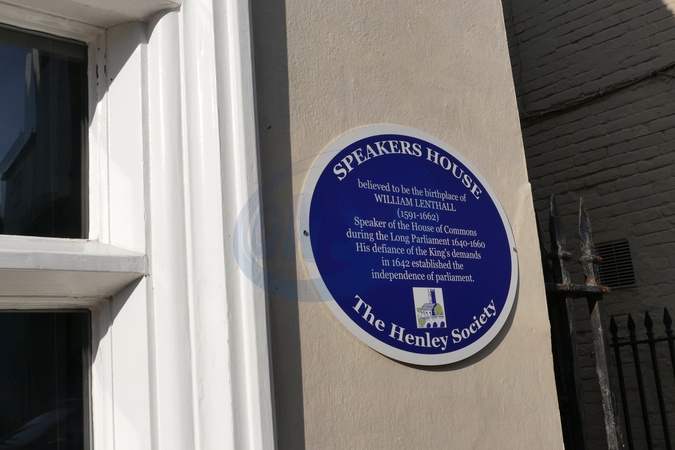 SPEAKERS HOUSE
believed to be the birthplace of
WILLIAM LENTHALL
(1591-1662)
Speaker of the House of Commons
during the Long Parliament 1640-1660
His defiance of the King's demands
in 1642 established the
independence of parliament.
The Henley Society